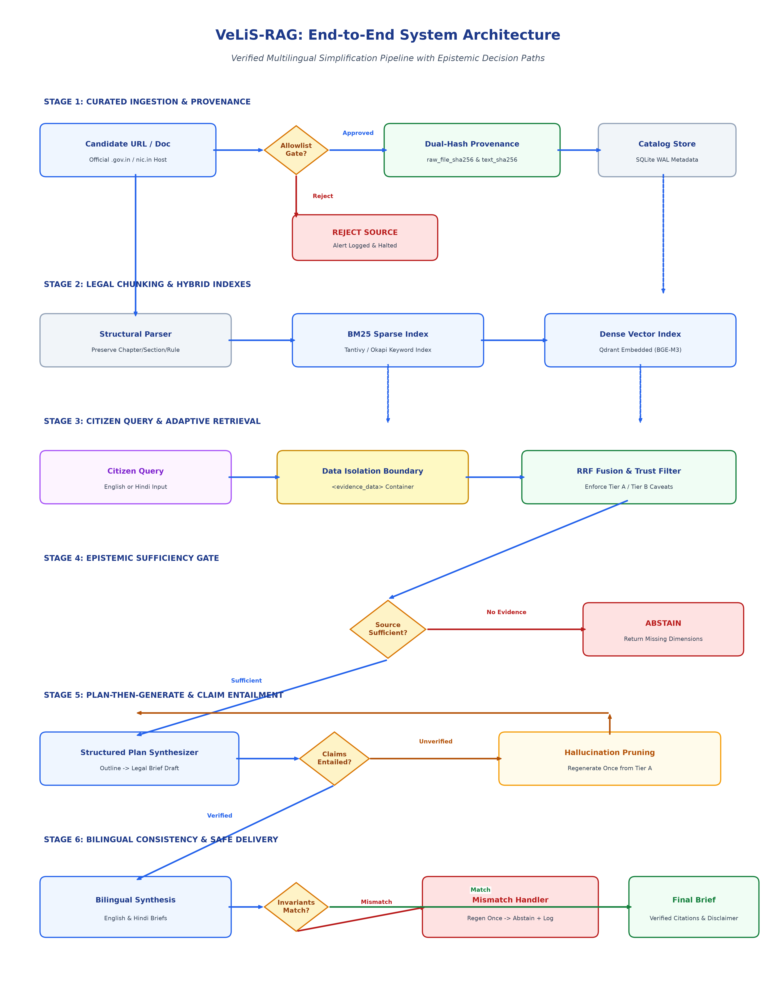 VeLiS-RAG: End-to-End System Architecture
Verified Multilingual Simplification Pipeline with Epistemic Decision Paths
STAGE 1: CURATED INGESTION & PROVENANCE
Candidate URL / Doc
Official .gov.in / nic.in Host
Allowlist
Gate?
Approved
Dual-Hash Provenance
raw_file_sha256 & text_sha256
Catalog Store
SQLite WAL Metadata
Reject
REJECT SOURCE
Alert Logged & Halted
STAGE 2: LEGAL CHUNKING & HYBRID INDEXES
Structural Parser
Preserve Chapter/Section/Rule
BM25 Sparse Index
Tantivy / Okapi Keyword Index
Dense Vector Index
Qdrant Embedded (BGE-M3)
STAGE 3: CITIZEN QUERY & ADAPTIVE RETRIEVAL
Citizen Query
English or Hindi Input
Data Isolation Boundary
<evidence_data> Container
RRF Fusion & Trust Filter
Enforce Tier A / Tier B Caveats
STAGE 4: EPISTEMIC SUFFICIENCY GATE
Source
Sufficient?
No Evidence
ABSTAIN
Return Missing Dimensions
Sufficient
STAGE 5: PLAN-THEN-GENERATE & CLAIM ENTAILMENT
Structured Plan Synthesizer
Outline -> Legal Brief Draft
Claims
Entailed?
Unverified
Hallucination Pruning
Regenerate Once from Tier A
Verified
STAGE 6: BILINGUAL CONSISTENCY & SAFE DELIVERY
Bilingual Synthesis
English & Hindi Briefs
Invariants
Match?
Mismatch
Match
Mismatch Handler
Regen Once -> Abstain + Log
Final Brief
Verified Citations & Disclaimer